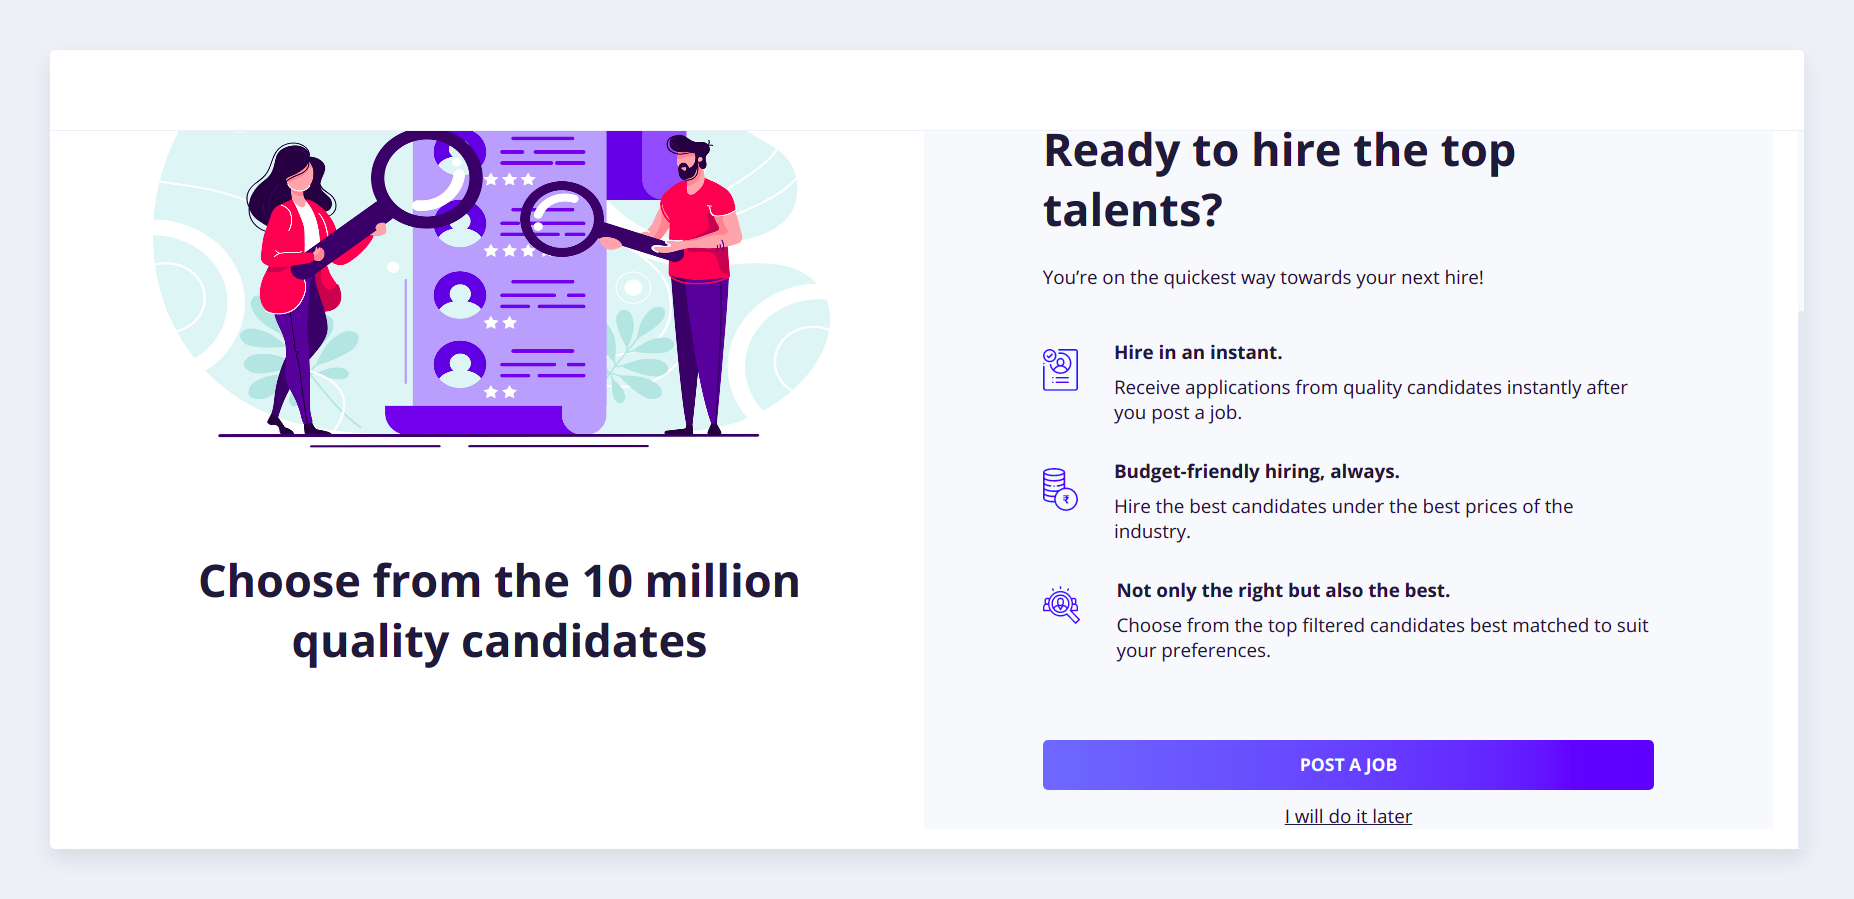 Choose from the 10 million
quality candidates
Ready to hire the top
talents?
You’re on the quickest way towards your next hire!
Hire in an instant.
Receive applications from quality candidates instantly after
you post a job.
Budget-friendly hiring, always.
Hire the best candidates under the best prices of the
industry.
Not only the right but also the best.
Choose from the top filtered candidates best matched to suit
your preferences.
POST A JOB
I will do it later